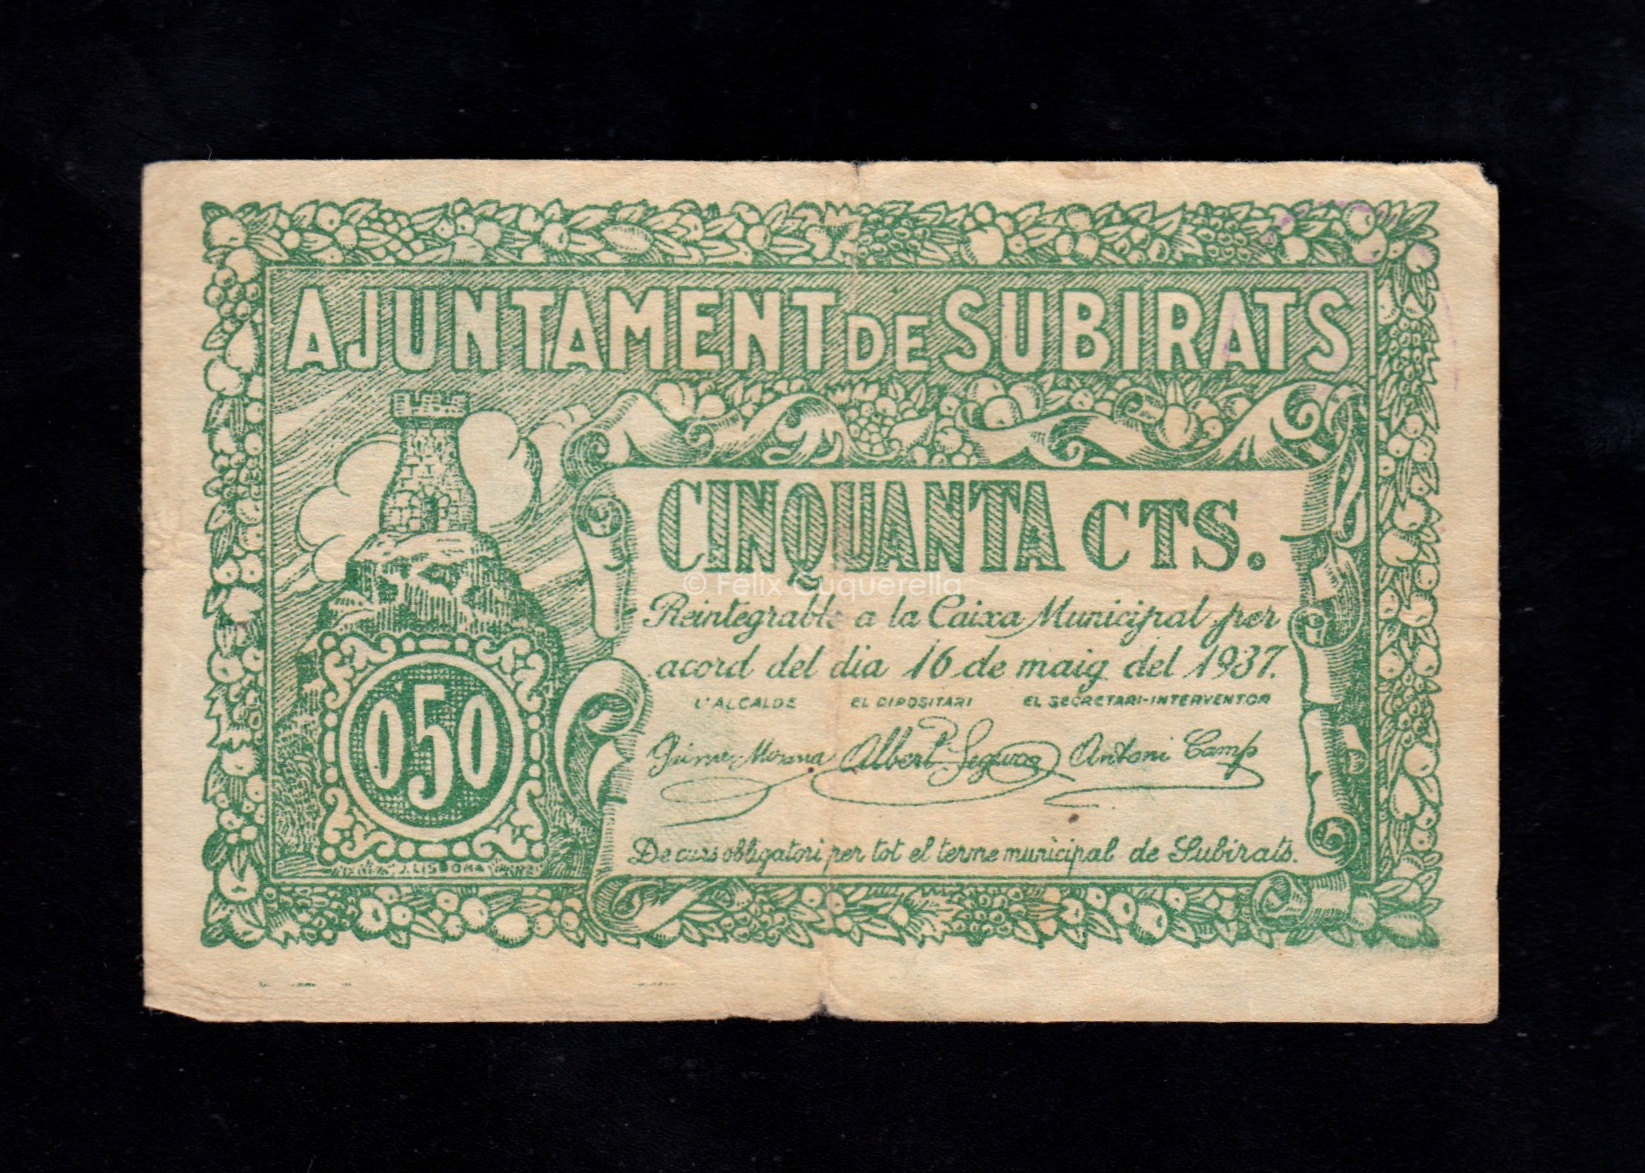 AJUNTAMENT DE SUBIRATS
CINQUANTA CTS.
© Felix Cuquerella
Reintegrable a la Caixa Municipal per
acord del dia 16 de maig del 1937.
L'ALCALDE EL DIPOSITARI EL SECRETARI-INTERVENTOR
Jaime Morana Albert Segura Antoni Camp
0'50
De curs obligatori per tot el terme municipal de Subirats.
J. LISBONA